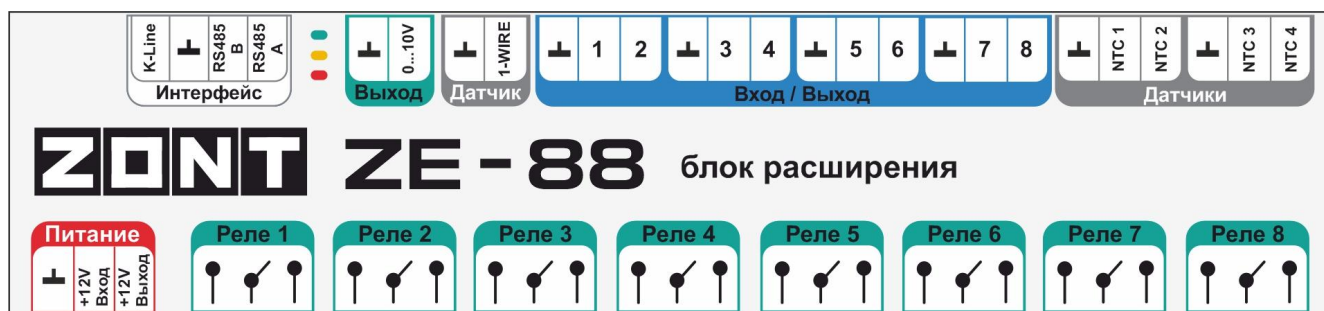 K-Line
RS485 B
RS485 A
0...10V
1-WIRE
1 2 3 4 5 6 7 8
NTC 1
NTC 2
NTC 3
NTC 4
Интерфейс
Выход
Датчик
Вход / Выход
Датчики
ZONT ZE-88 блок расширения
Питание
Реле 1 Реле 2 Реле 3 Реле 4 Реле 5 Реле 6 Реле 7 Реле 8
+12V Вход
+12V Выход